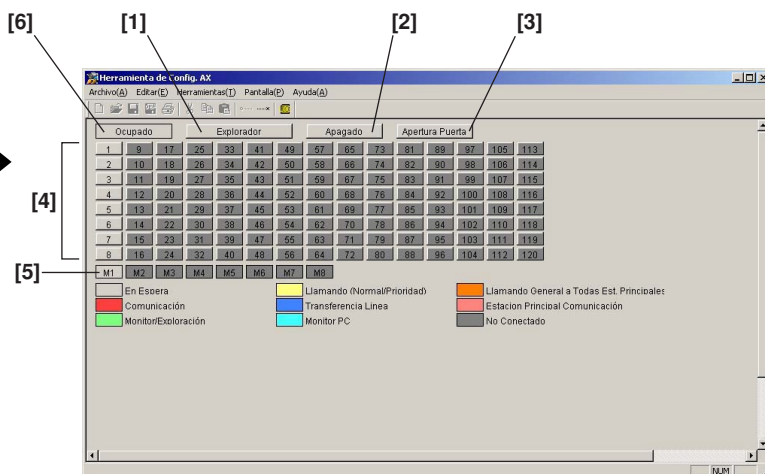 [6] [1] [2] [3]
Herramienta de Config. AX
Archivo(A) Editar(E) Herramientas(T) Pantalla(P) Ayuda(A)
Ocupado Explorador Apagado Apertura Puerta
1 9 17 25 33 41 49 57 65 73 81 89 97 105 113
2 10 18 26 34 42 50 58 66 74 82 90 98 106 114
3 11 19 27 35 43 51 59 67 75 83 91 99 107 115
[4]
4 12 20 28 36 44 52 60 68 76 84 92 100 108 116
5 13 21 29 37 45 53 61 69 77 85 93 101 109 117
6 14 22 30 38 46 54 62 70 78 86 94 102 110 118
7 15 23 31 39 47 55 63 71 79 87 95 103 111 119
8 16 24 32 40 48 56 64 72 80 88 96 104 112 120
[5]
M1 M2 M3 M4 M5 M6 M7 M8
En Espera Llamando (Normal/Prioridad) Llamando General a Todas Est. Principales
Comunicación Transferencia Linea Estacion Principal Comunicación
Monitor/Exploración Monitor PC No Conectado
NUM